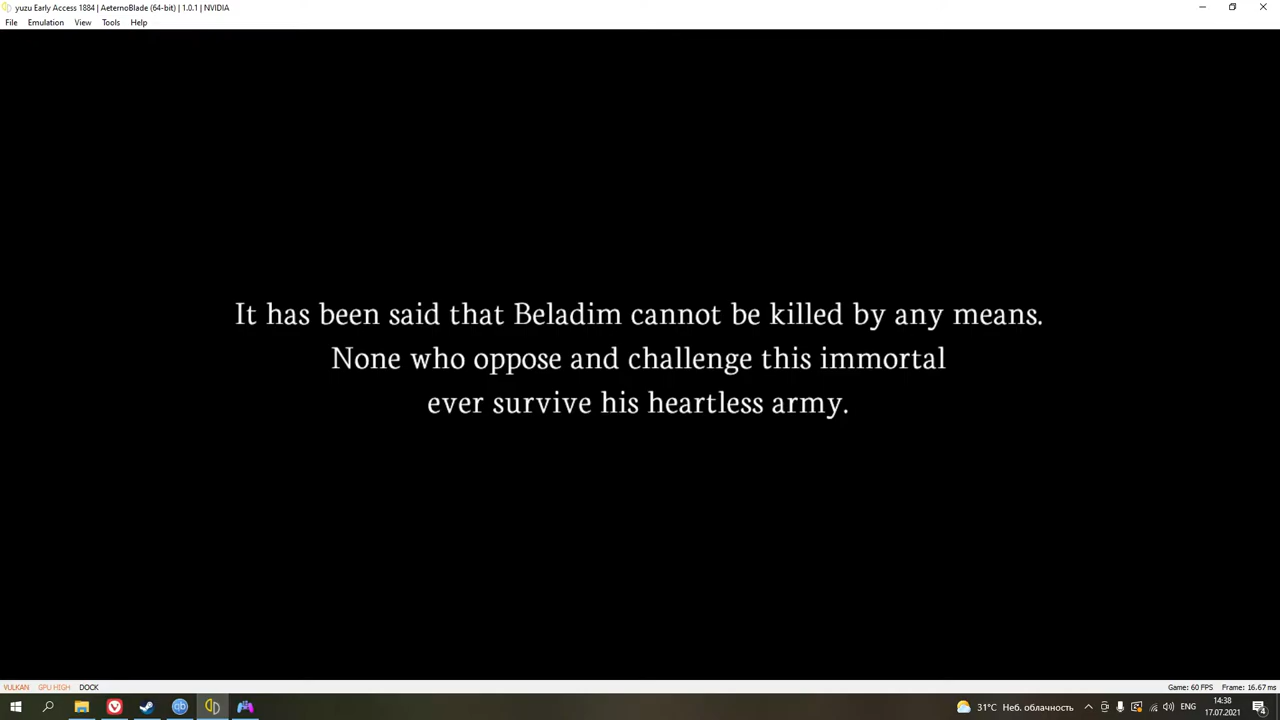 yuzu Early Access 1884 | AeternoBlade (64-bit) | 1.0.1 | NVIDIA
File Emulation View Tools Help
It has been said that Beladim cannot be killed by any means.
None who oppose and challenge this immortal
ever survive his heartless army.
VULKAN GPU HIGH DOCK Game: 60 FPS Frame: 16.67 ms
31°C Неб. облачность ENG 14:38
17.07.2021